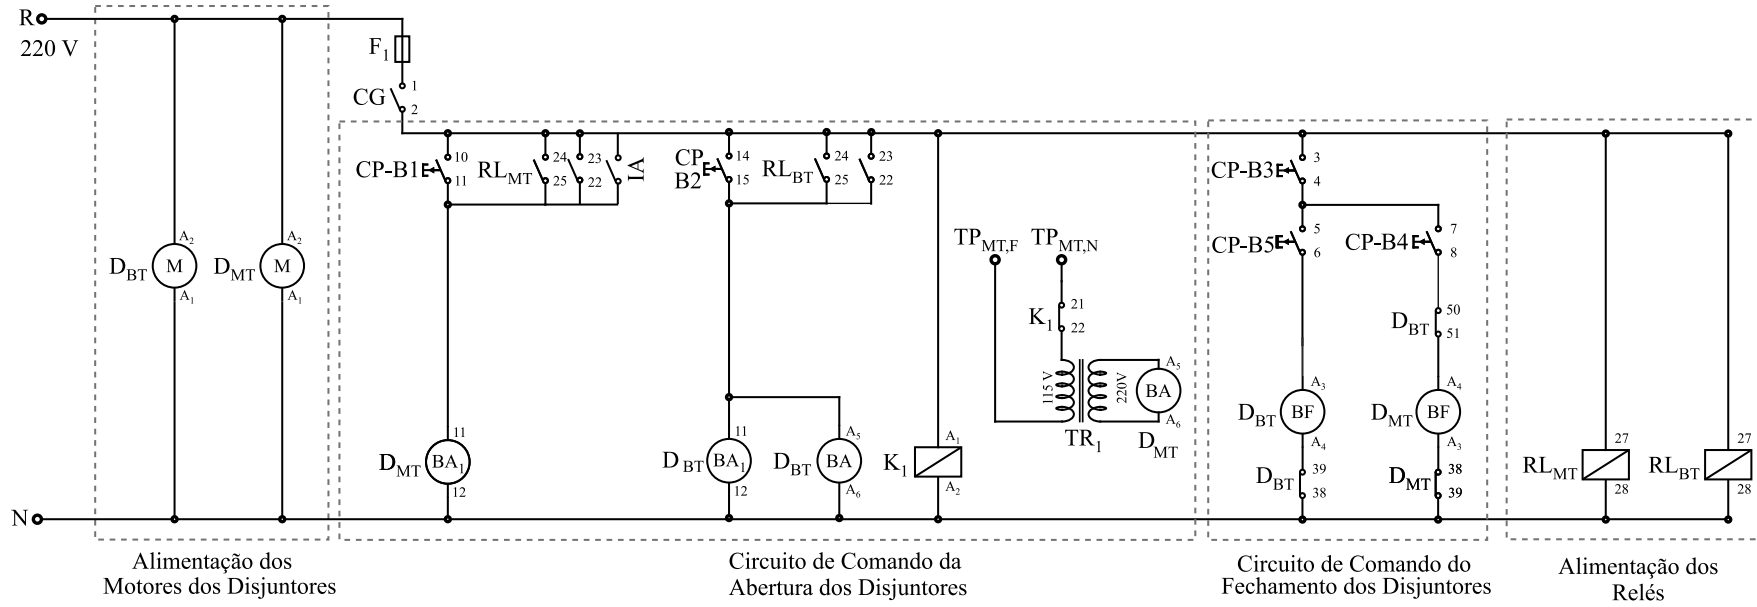 R
220 V
F1
1
CG
2
CP-B1
10
11
RLMT
24
25
23
22
IA
CP
B2
14
15
RLBT
24
25
23
22
CP-B3
3
4
CP-B5
5
6
CP-B4
7
8
A2
DBT
M
A1
A2
DMT
M
A1
TPMT,F
TPMT,N
K1
21
22
115 V
220V
TR1
A5
BA
A6
DMT
DBT
50
51
A3
DBT
BF
A4
A4
DMT
BF
A3
11
DMT
BA1
12
11
DBT
BA1
12
A5
DBT
BA
A6
A1
K1
A2
DBT
39
38
DMT
38
39
27
RLMT
28
27
RLBT
28
N
Alimentação dos
Motores dos Disjuntores
Circuito de Comando da
Abertura dos Disjuntores
Circuito de Comando do
Fechamento dos Disjuntores
Alimentação dos
Relés